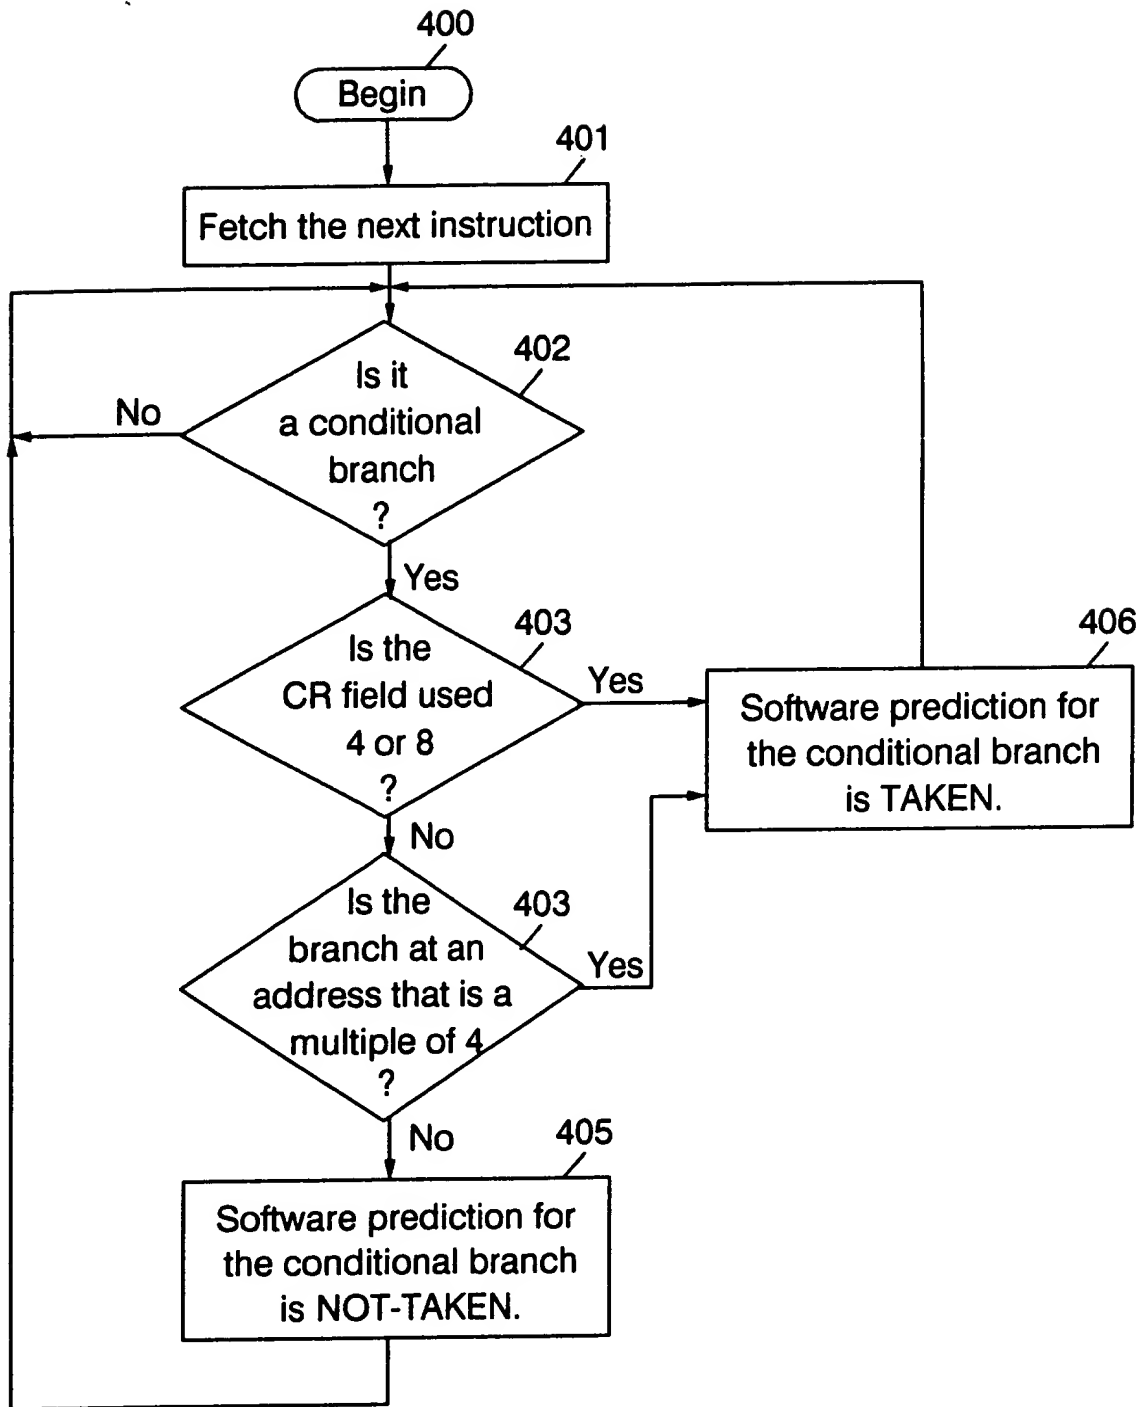 400
Begin
401
Fetch the next instruction
402
Is it
a conditional
branch
?
No
Yes
403
Is the
CR field used
4 or 8
?
Yes
406
Software prediction for
the conditional branch
is TAKEN.
No
403
Is the
branch at an
address that is a
multiple of 4
?
Yes
No
405
Software prediction for
the conditional branch
is NOT-TAKEN.